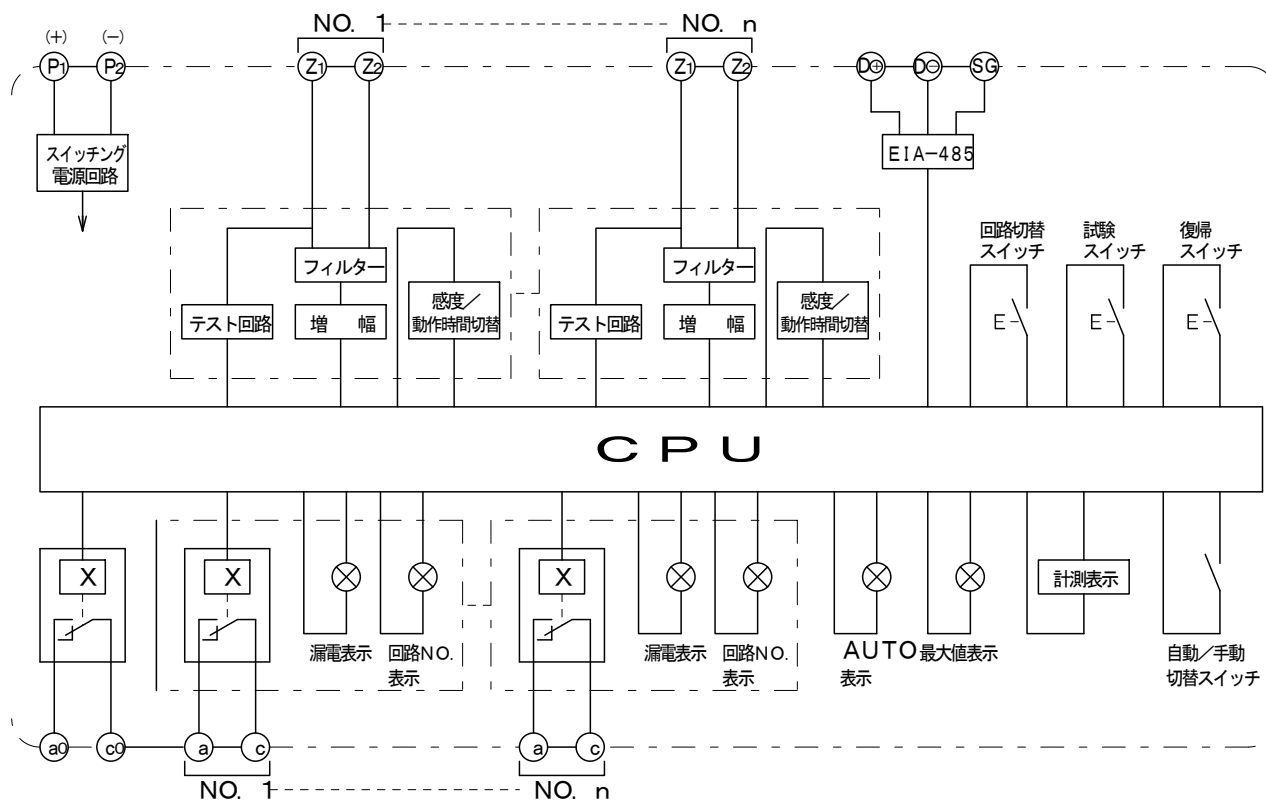 NO. 1
NO. n
(+)
(−)
P1
P2
Z1
Z2
Z1
Z2
D⊕
D⊖
SG
スイッチング
電源回路
EIA−485
回路切替
スイッチ
試験
スイッチ
復帰
スイッチ
フィルター
フィルター
テスト回路
増 幅
感度／
動作時間切替
テスト回路
増 幅
感度／
動作時間切替
E
E
E
CPU
X
X
X
計測表示
漏電表示
回路NO.
表示
漏電表示
回路NO.
表示
AUTO
表示
最大値表示
自動／手動
切替スイッチ
a0
c0
a
c
a
c
NO. 1
NO. n